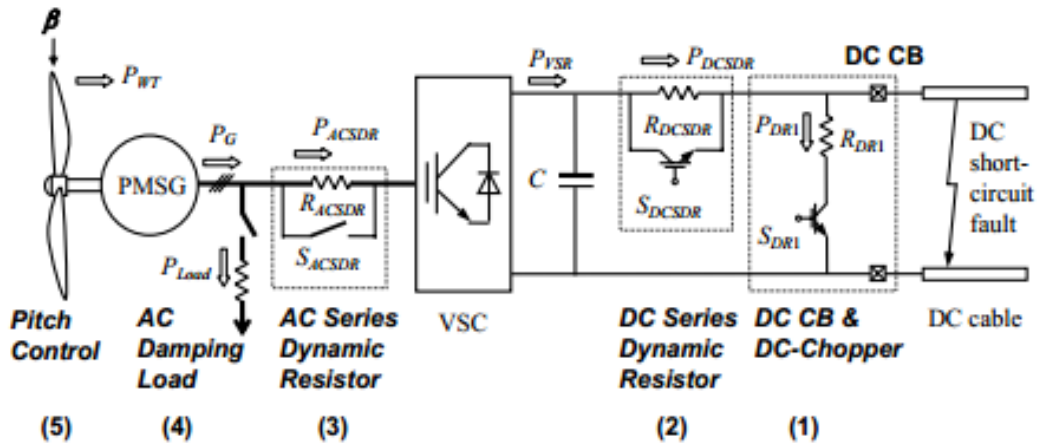 β
P_WT
P_G
PMSG
P_Load
P_ACSDR
R_ACSDR
S_ACSDR
VSC
P_VSR
C
P_DCSDR
R_DCSDR
S_DCSDR
DC CB
P_DR1
R_DR1
S_DR1
DC
short-
circuit
fault
DC cable
Pitch
Control
(5)
AC
Damping
Load
(4)
AC Series
Dynamic
Resistor
(3)
DC Series
Dynamic
Resistor
(2)
DC CB &
DC-Chopper
(1)